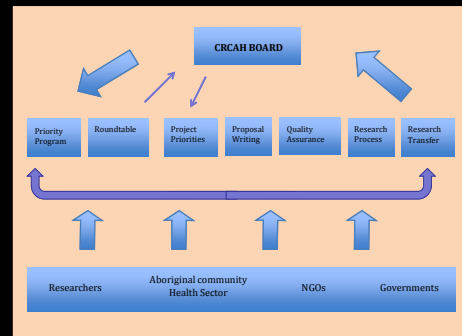 CRCAH BOARD
Priority
Program
Roundtable
Project
Priorities
Proposal
Writing
Quality
Assurance
Research
Process
Research
Transfer
Researchers
Aboriginal community
Health Sector
NGOs
Governments